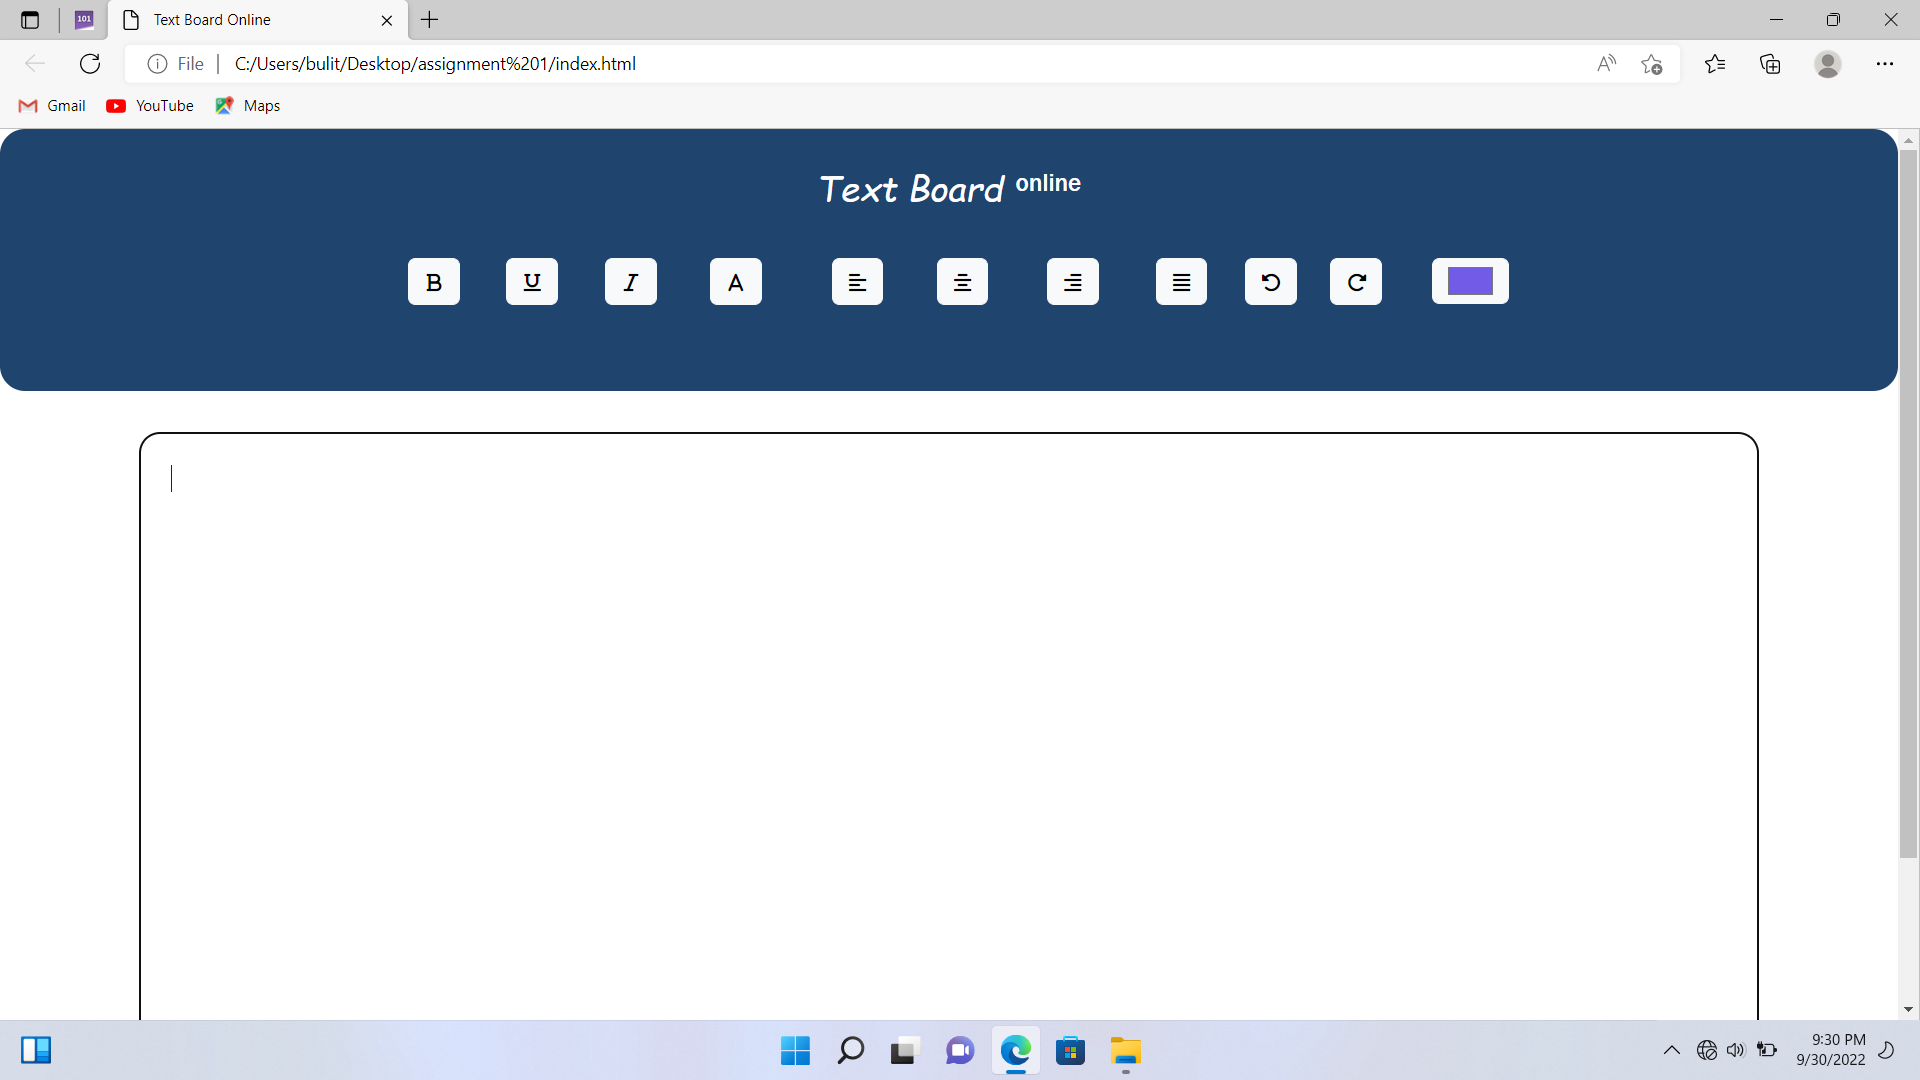 101
Text Board Online
File
C:/Users/bulit/Desktop/assignment%201/index.html
Gmail
YouTube
Maps
Text Board online
B U I A
9:30 PM
9/30/2022